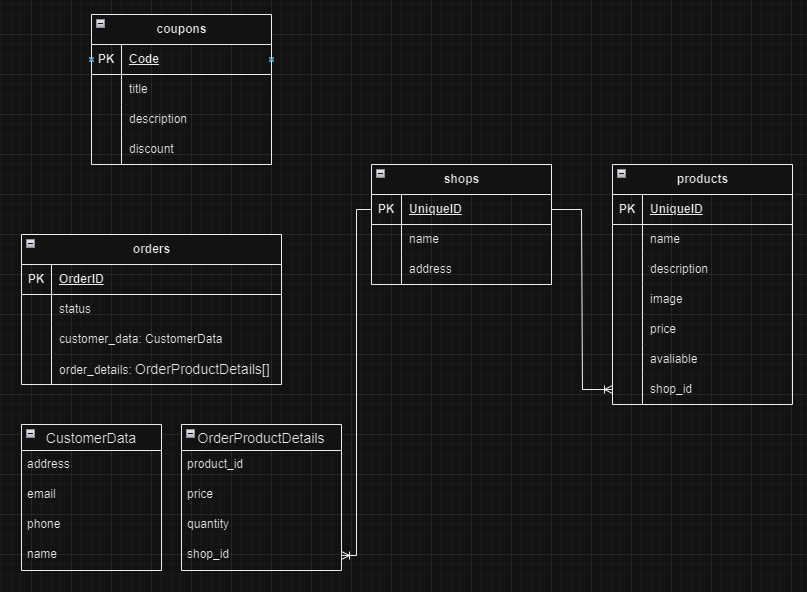 coupons
PK Code
title
description
discount
shops
PK UniqueID
name
address
products
PK UniqueID
name
description
image
price
avaliable
shop_id
orders
PK OrderID
status
customer_data: CustomerData
order_details: OrderProductDetails[]
CustomerData
address
email
phone
name
OrderProductDetails
product_id
price
quantity
shop_id